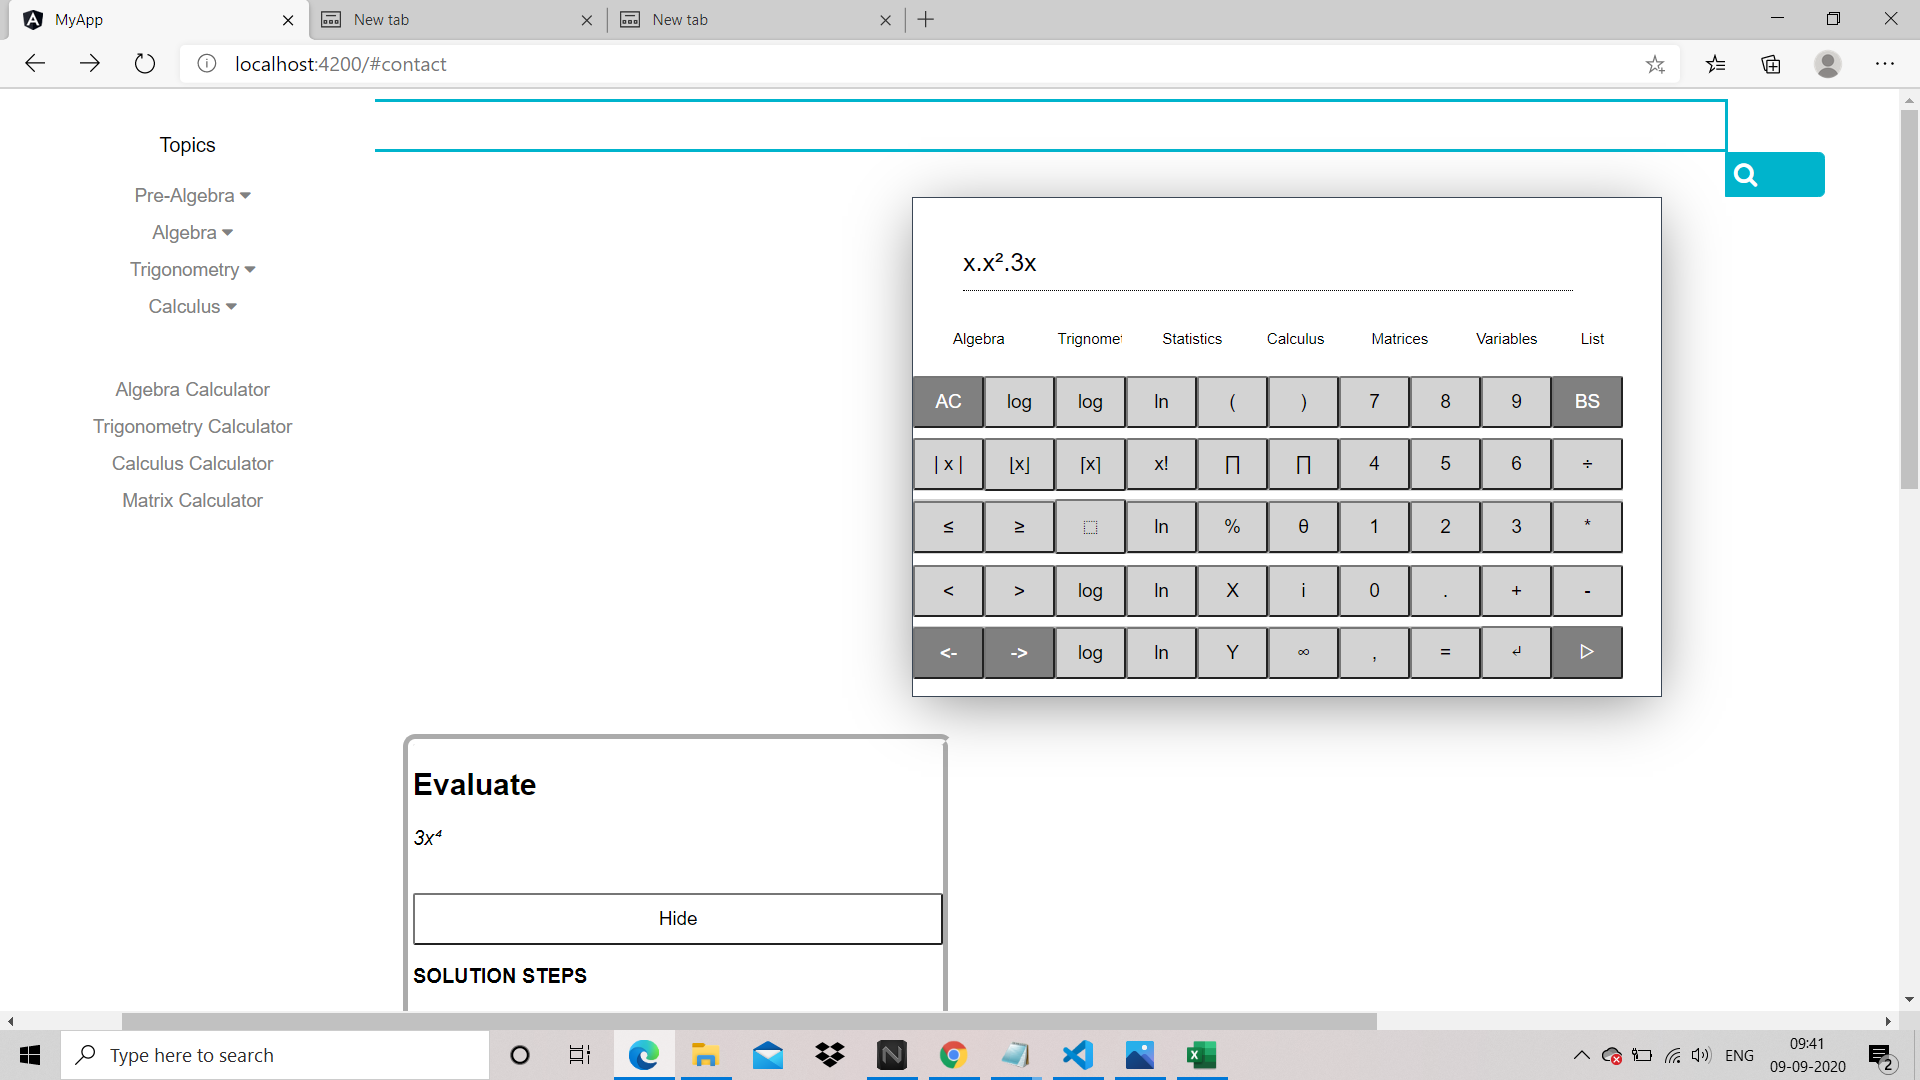 MyApp
New tab
New tab
localhost:4200/#contact
Topics
Pre-Algebra
Algebra
Trigonometry
Calculus
Algebra Calculator
Trigonometry Calculator
Calculus Calculator
Matrix Calculator
x.x².3x
Algebra Trignomet Statistics Calculus Matrices Variables List
AC log log ln ( ) 7 8 9 BS
|x| ⌊x⌋ ⌈x⌉ x! ∏ ∏ 4 5 6 ÷
≤ ≥ ⬚ ln % θ 1 2 3 *
< > log ln X i 0 . + -
<- -> log ln Y ∞ , = ↵ ▷
Evaluate
3x⁴
Hide
SOLUTION STEPS
Type here to search
ENG
09:41
09-09-2020
2